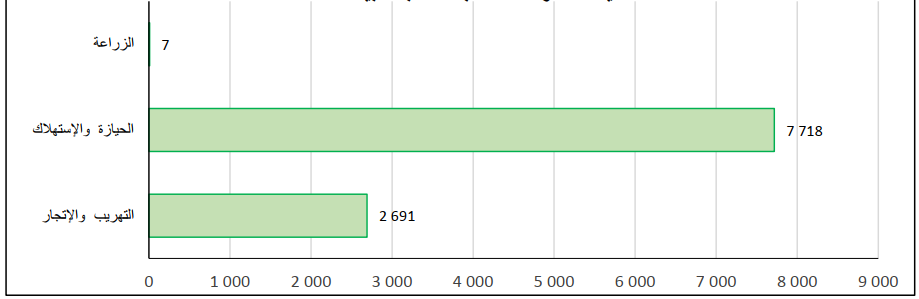 الزراعة 7
الحيازة والإستهلاك 7 718
التهريب والإتجار 2 691
0 1 000 2 000 3 000 4 000 5 000 6 000 7 000 8 000 9 000